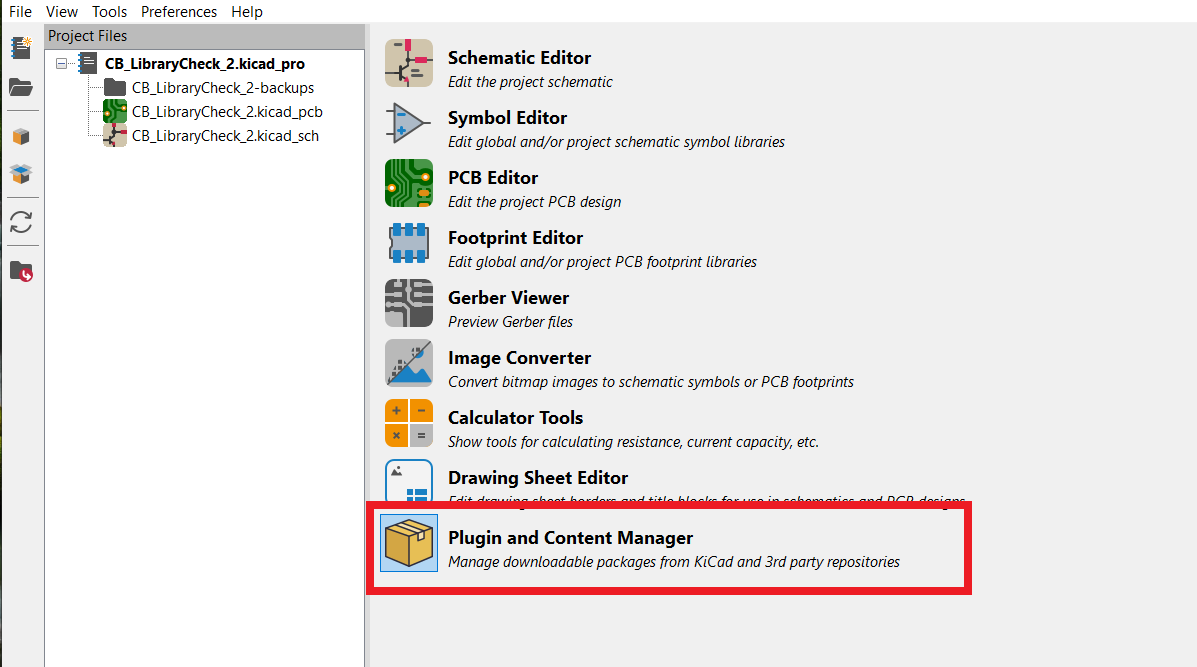 File View Tools Preferences Help
Project Files
CB_LibraryCheck_2.kicad_pro
CB_LibraryCheck_2-backups
CB_LibraryCheck_2.kicad_pcb
CB_LibraryCheck_2.kicad_sch
Schematic Editor
Edit the project schematic
Symbol Editor
Edit global and/or project schematic symbol libraries
PCB Editor
Edit the project PCB design
Footprint Editor
Edit global and/or project PCB footprint libraries
Gerber Viewer
Preview Gerber files
Image Converter
Convert bitmap images to schematic symbols or PCB footprints
Calculator Tools
Show tools for calculating resistance, current capacity, etc.
Drawing Sheet Editor
Edit drawing sheet borders and title blocks for use in schematics and PCB designs
Plugin and Content Manager
Manage downloadable packages from KiCad and 3rd party repositories